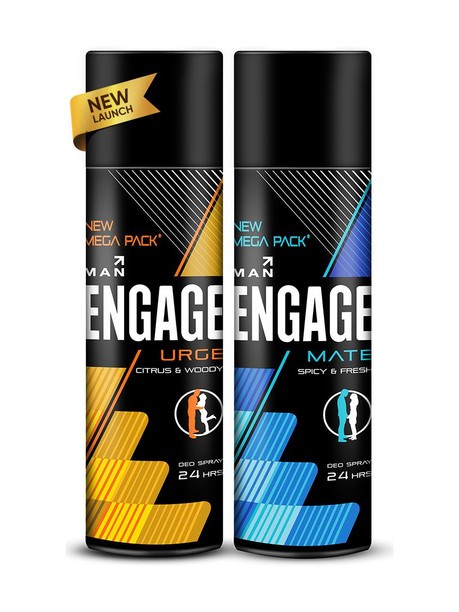 NEW
LAUNCH
NEW
MEGA PACK*
MAN
ENGAGE
URGE
CITRUS & WOODY
DEO SPRAY
24 HRS
NEW
MEGA PACK*
MAN
ENGAGE
MATE
SPICY & FRESH
DEO SPRAY
24 HRS